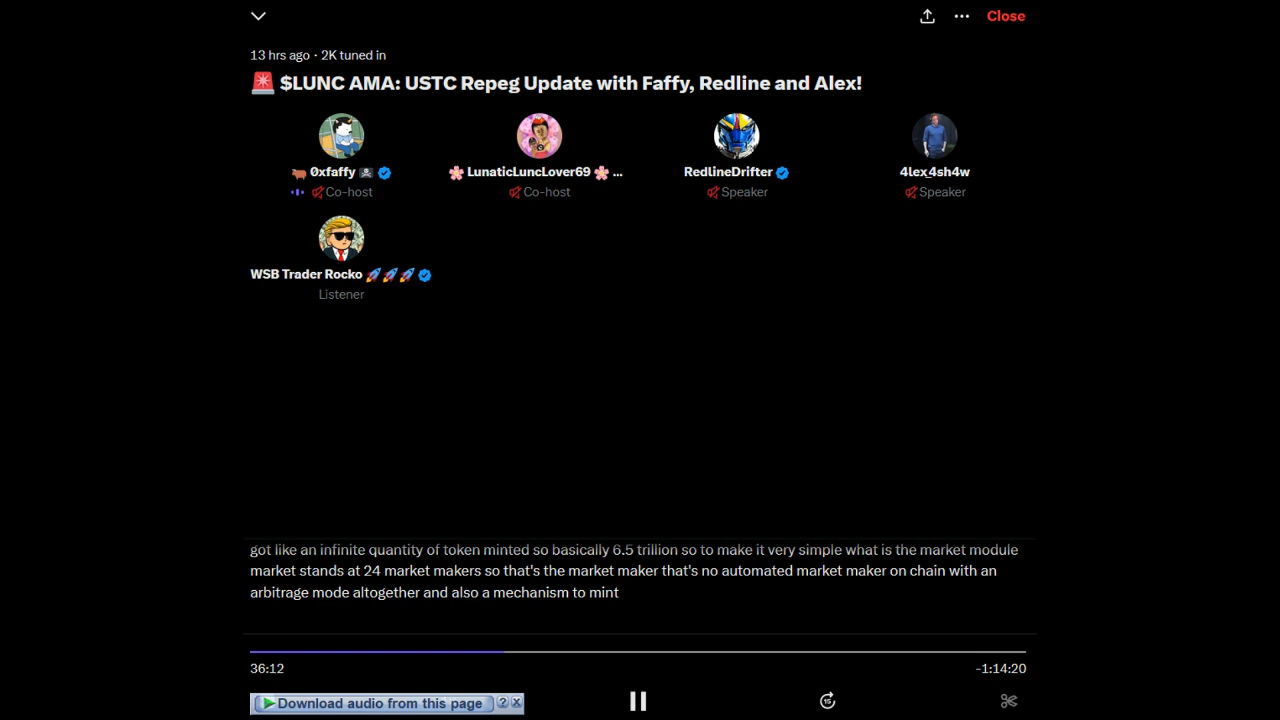 Close
13 hrs ago · 2K tuned in
🚨 $LUNC AMA: USTC Repeg Update with Faffy, Redline and Alex!
🐂 0xfaffy 🏴‍☠️
Co-host
🌸 LunaticLuncLover69 🌸 ...
Co-host
RedlineDrifter
Speaker
4lex_4sh4w
Speaker
WSB Trader Rocko 🚀🚀🚀
Listener
got like an infinite quantity of token minted so basically 6.5 trillion so to make it very simple what is the market module
market stands at 24 market makers so that's the market maker that's no automated market maker on chain with an
arbitrage mode altogether and also a mechanism to mint
36:12
-1:14:20
Download audio from this page ? X
15